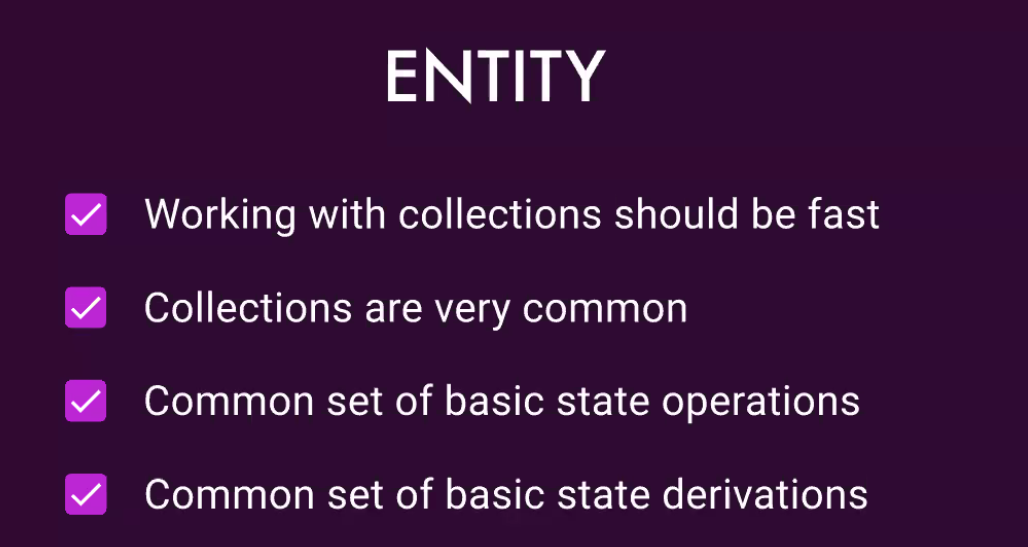 ENTITY
Working with collections should be fast
Collections are very common
Common set of basic state operations
Common set of basic state derivations